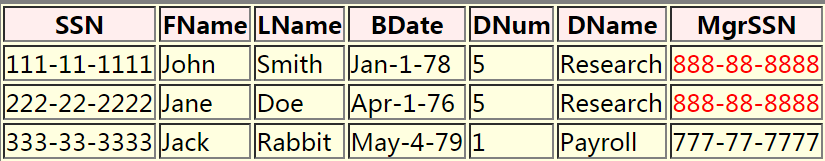 SSN FName LName BDate DNum DName MgrSSN
111-11-1111 John Smith Jan-1-78 5 Research 888-88-8888
222-22-2222 Jane Doe Apr-1-76 5 Research 888-88-8888
333-33-3333 Jack Rabbit May-4-79 1 Payroll 777-77-7777